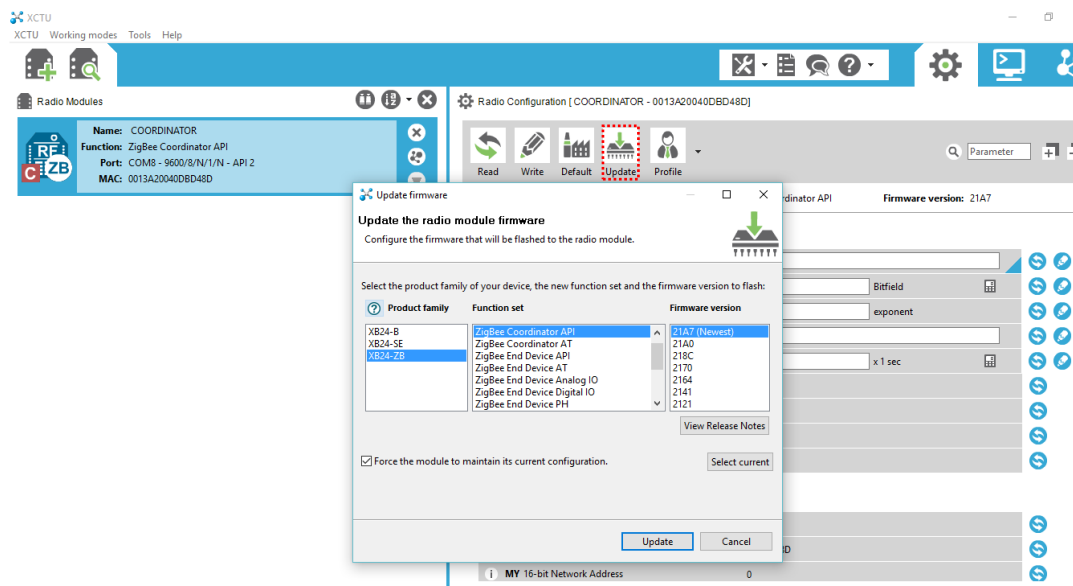 XCTU
XCTU Working modes Tools Help
Radio Modules
Name: COORDINATOR
Function: ZigBee Coordinator API
Port: COM8 - 9600/8/N/1/N - API 2
MAC: 0013A20040DBD48D
RF
C ZB
Radio Configuration [ COORDINATOR - 0013A20040DBD48D]
Read Write Default Update Profile
Parameter
dinator API Firmware version: 21A7
Update firmware
Update the radio module firmware
Configure the firmware that will be flashed to the radio module.
Select the product family of your device, the new function set and the firmware version to flash:
Product family Function set Firmware version
XB24-B ZigBee Coordinator API 21A7 (Newest)
XB24-SE ZigBee Coordinator AT 21A0
XB24-ZB ZigBee End Device API 218C
ZigBee End Device AT 2170
ZigBee End Device Analog IO 2164
ZigBee End Device Digital IO 2141
ZigBee End Device PH 2121
View Release Notes
Force the module to maintain its current configuration.
Select current
Update Cancel
Bitfield
exponent
x 1 sec
i MY 16-bit Network Address 0